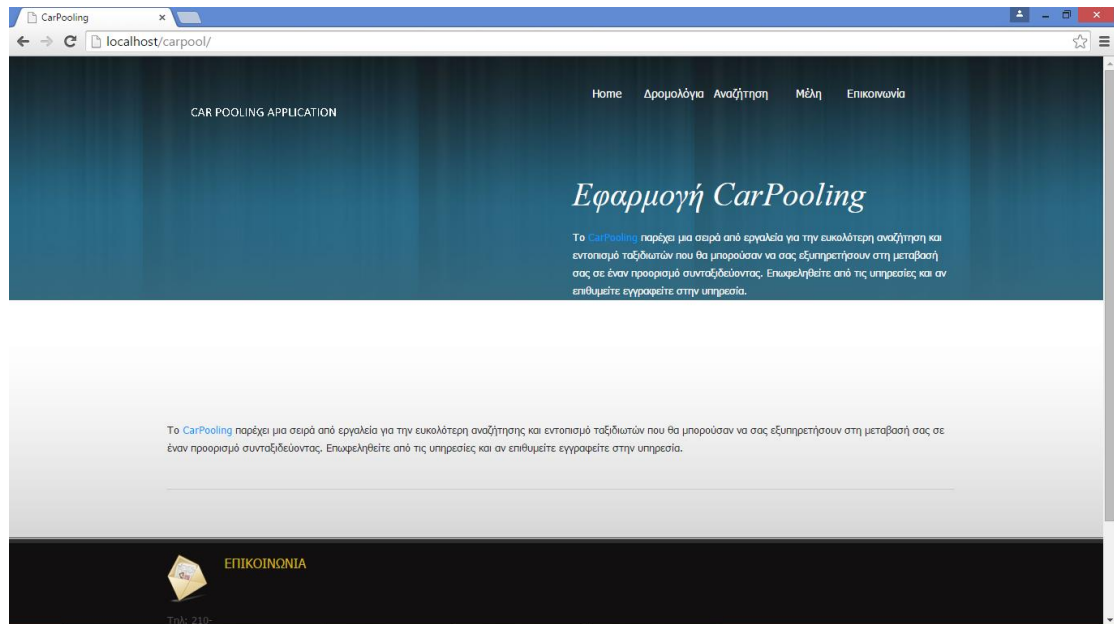 CarPooling
localhost/carpool/
Home Δρομολόγια Αναζήτηση Μέλη Επικοινωνία
CAR POOLING APPLICATION
Εφαρμογή CarPooling
Το CarPooling παρέχει μια σειρά από εργαλεία για την ευκολότερη αναζήτηση και
εντοπισμό ταξιδιωτών που θα μπορούσαν να σας εξυπηρετήσουν στη μεταβασή
σας σε έναν προορισμό συνταξιδεύοντας. Επωφεληθείτε από τις υπηρεσίες και αν
επιθυμείτε εγγραφείτε στην υπηρεσία.
Το CarPooling παρέχει μια σειρά από εργαλεία για την ευκολότερη αναζήτησης και εντοπισμό ταξιδιωτών που θα μπορούσαν να σας εξυπηρετήσουν στη μεταβασή σας σε
έναν προορισμό συνταξιδεύοντας. Επωφεληθείτε από τις υπηρεσίες και αν επιθυμείτε εγγραφείτε στην υπηρεσία.
ΕΠΙΚΟΙΝΩΝΙΑ
Τηλ: 210-